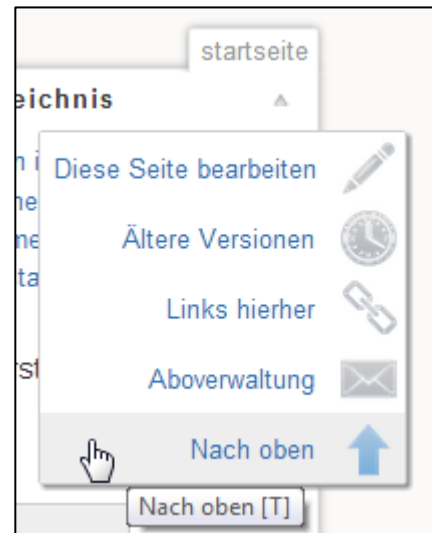 startseite
eichnis
Diese Seite bearbeiten
Ältere Versionen
Links hierher
Aboverwaltung
Nach oben
Nach oben [T]